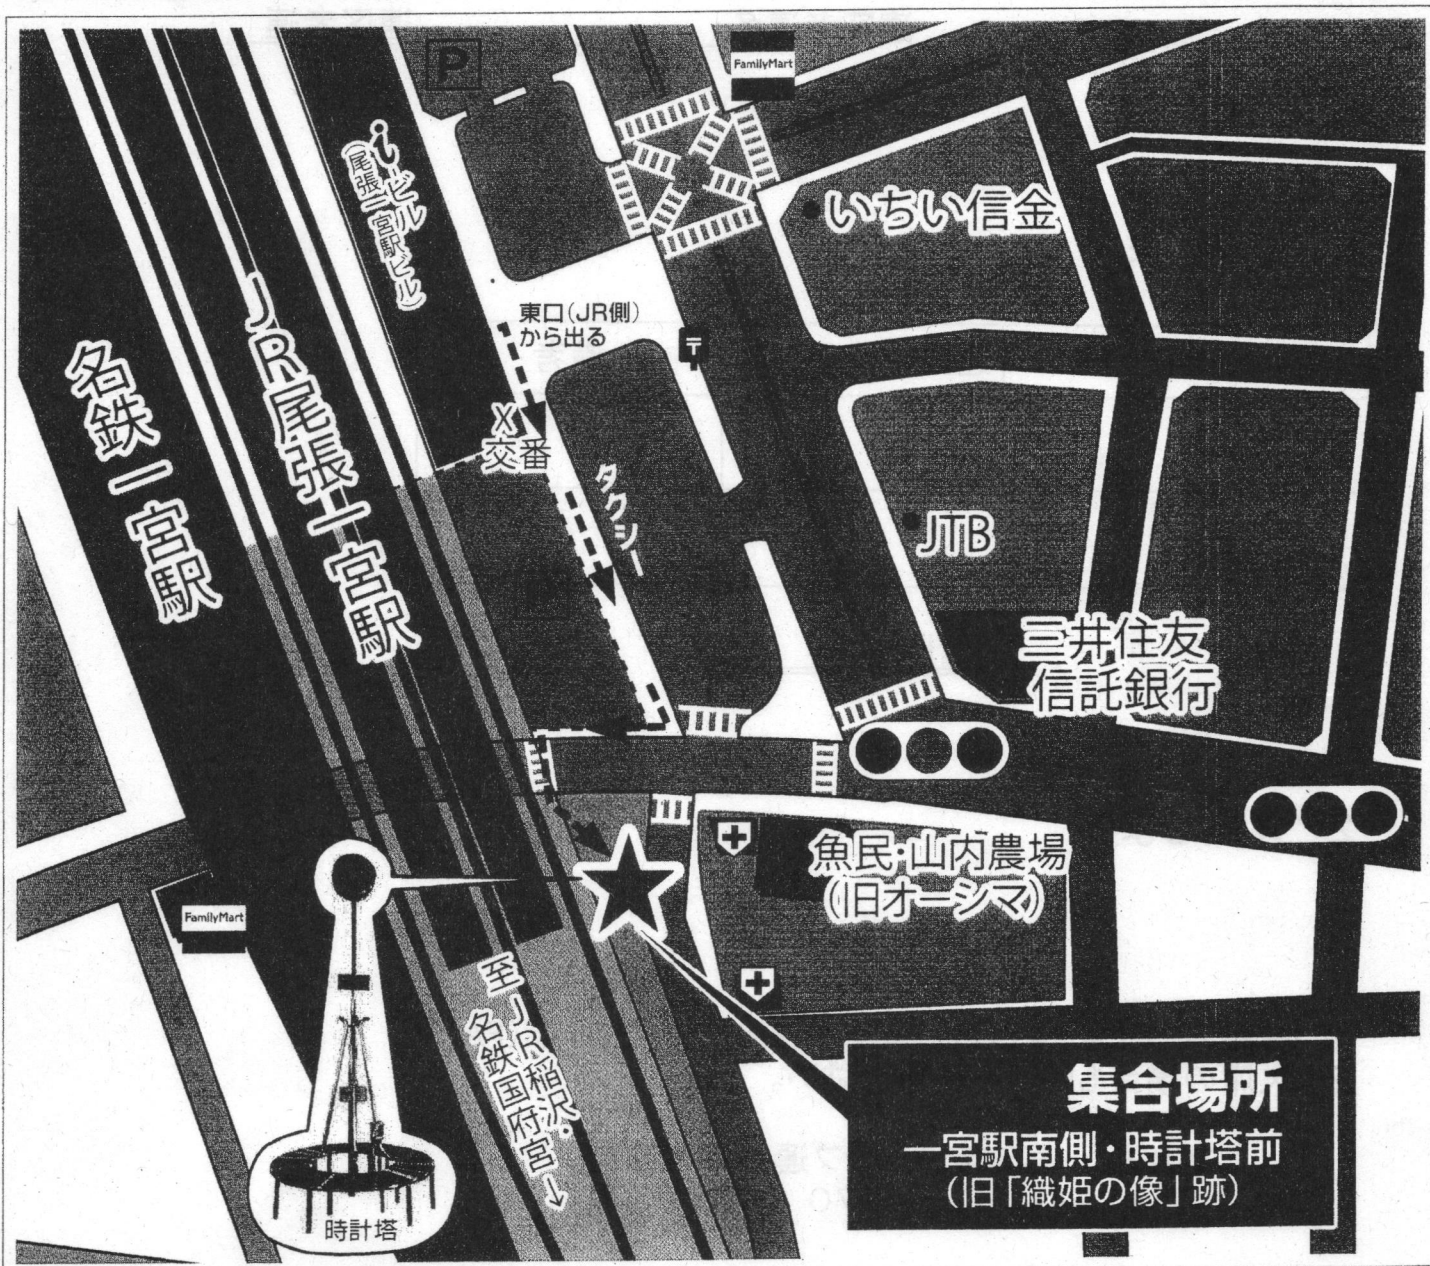 P
FamilyMart
i-ビル
(尾張一宮駅ビル)
いちい信金
東口(JR側)
から出る
〒
名鉄一宮駅
JR尾張一宮駅
X
交番
タクシー
JTB
三井住友
信託銀行
魚民・山内農場
(旧オーシマ)
FamilyMart
至JR稲沢・
名鉄国府宮→
時計塔
集合場所
一宮駅南側・時計塔前
(旧「織姫の像」跡)